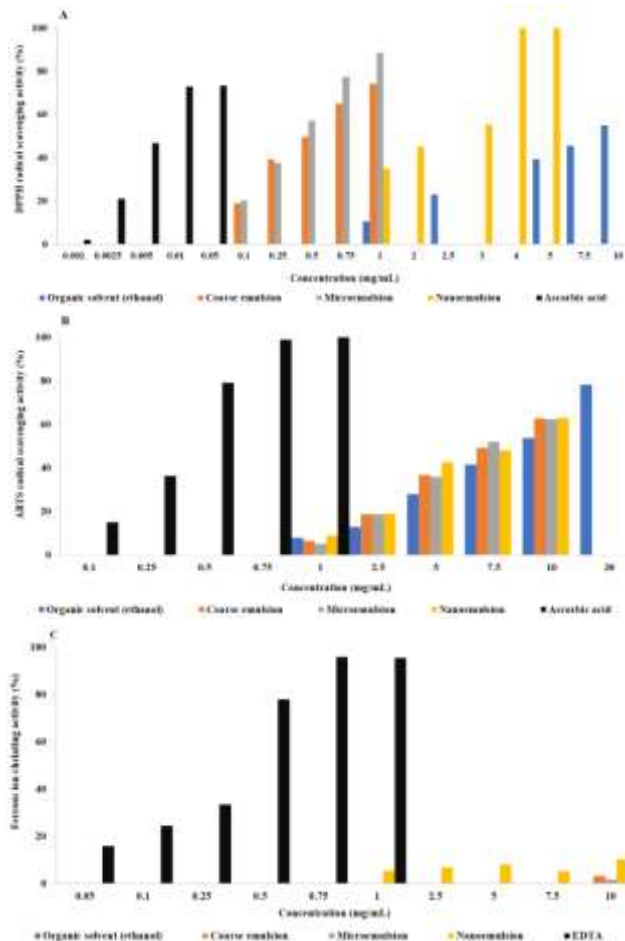 A
DPPH radical scavenging activity (%)
100
80
60
40
20
0
0.001 0.0025 0.005 0.01 0.05 0.1 0.25 0.5 0.75 1 2 2.5 3 4 5 7.5 10
Concentration (mg/mL)
Organic solvent (ethanol) Coarse emulsion Microemulsion Nanoemulsion Ascorbic acid
B
ABTS radical scavenging activity (%)
100
80
60
40
20
0
0.1 0.25 0.5 0.75 1 2.5 5 7.5 10 20
Concentration (mg/mL)
Organic solvent (ethanol) Coarse emulsion Microemulsion Nanoemulsion Ascorbic acid
C
Ferrous ion chelating activity (%)
100
80
60
40
20
0
0.05 0.1 0.25 0.5 0.75 1 2.5 5 7.5 10
Concentration (mg/mL)
Organic solvent (ethanol) Coarse emulsion Microemulsion Nanoemulsion EDTA